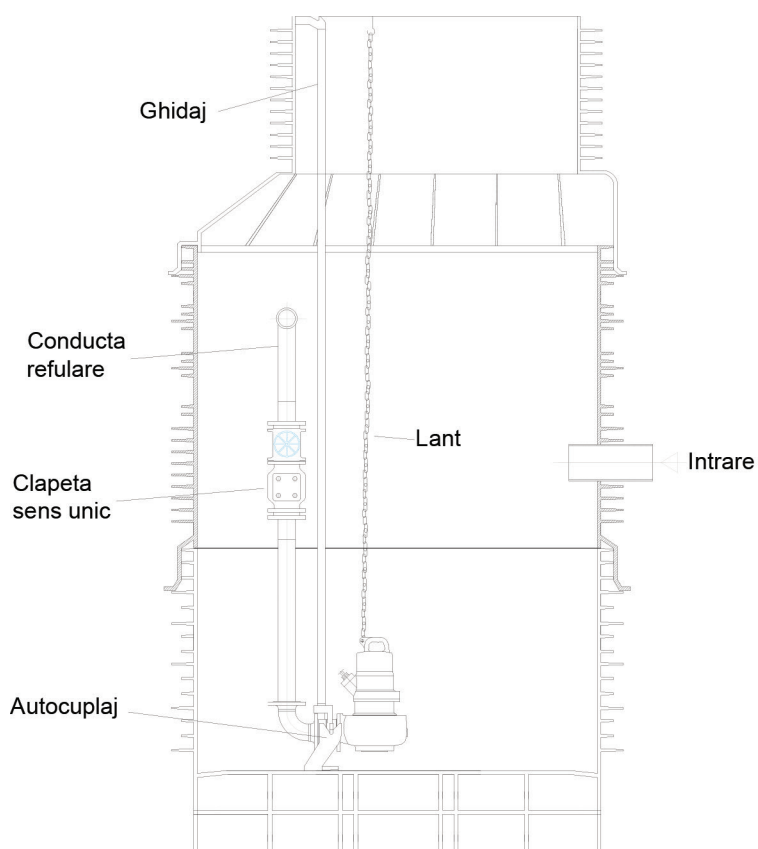 Ghidaj
Conducta
refulare
Lant
Intrare
Clapeta
sens unic
Autocuplaj